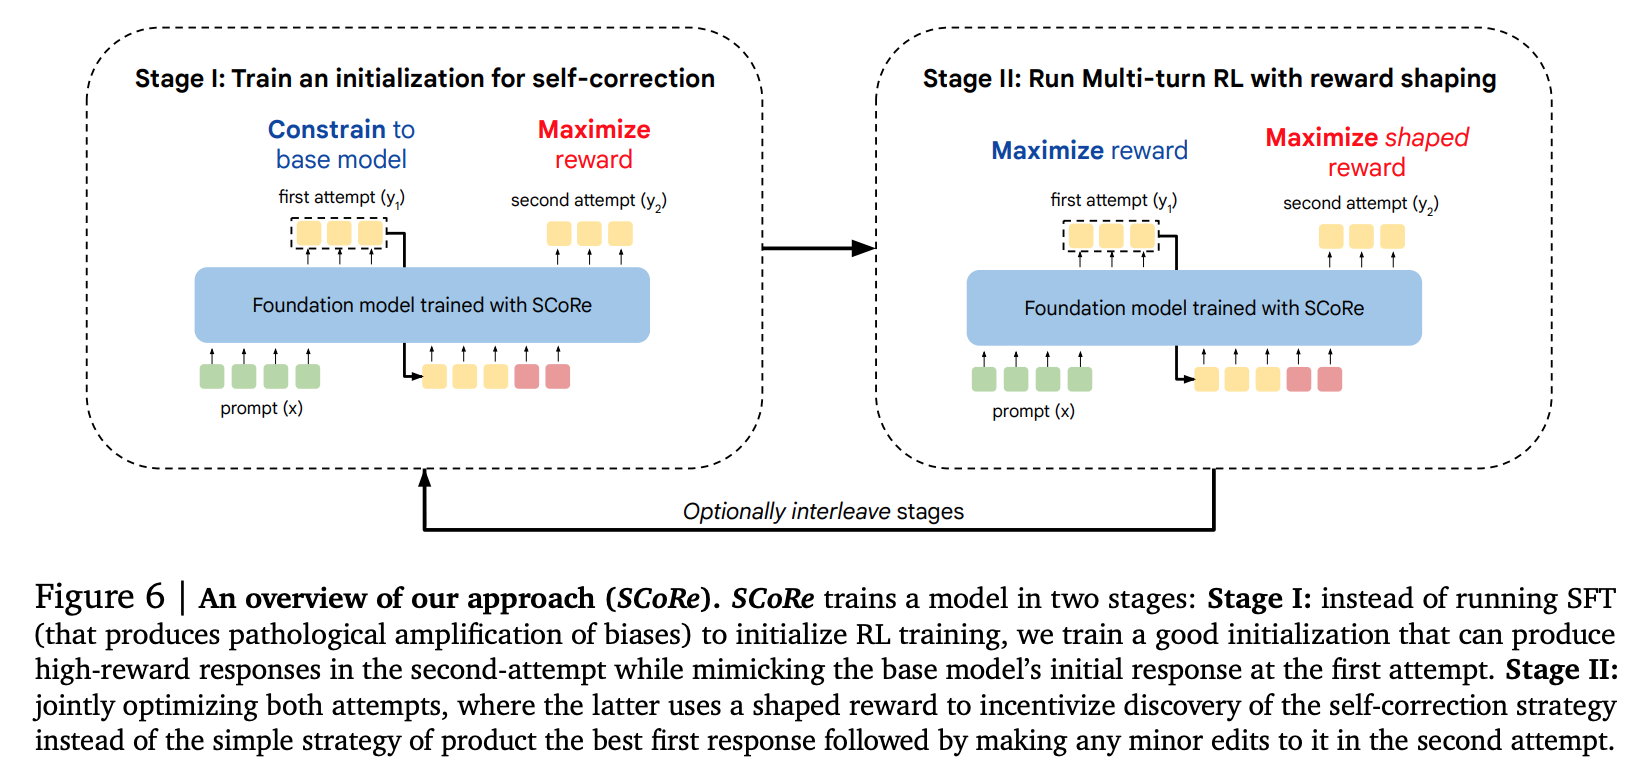 Stage I: Train an initialization for self-correction
Constrain to
base model
Maximize
reward
first attempt (y1)
second attempt (y2)
Foundation model trained with SCoRe
prompt (x)
Stage II: Run Multi-turn RL with reward shaping
Maximize reward
Maximize shaped
reward
first attempt (y1)
second attempt (y2)
Foundation model trained with SCoRe
prompt (x)
Optionally interleave stages
Figure 6 | An overview of our approach (SCoRe). SCoRe trains a model in two stages: Stage I: instead of running SFT
(that produces pathological amplification of biases) to initialize RL training, we train a good initialization that can produce
high-reward responses in the second-attempt while mimicking the base model's initial response at the first attempt. Stage II:
jointly optimizing both attempts, where the latter uses a shaped reward to incentivize discovery of the self-correction strategy
instead of the simple strategy of product the best first response followed by making any minor edits to it in the second attempt.